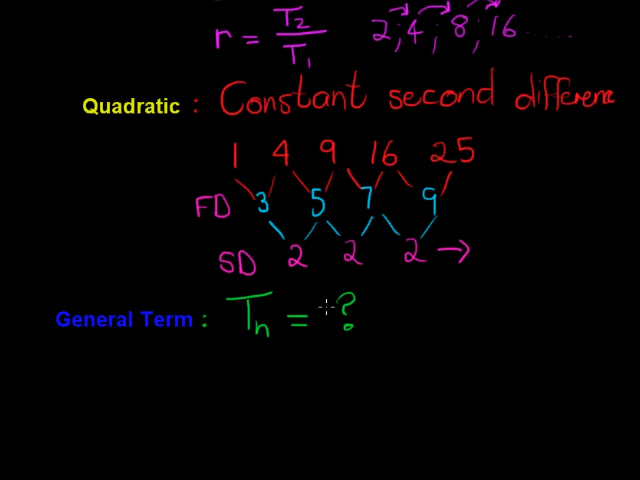 r = T2/T1 2;4;8;16.....
Quadratic : Constant second difference
1 4 9 16 25
FD 3 5 7 9
SD 2 2 2 →
General Term : Tn = ?